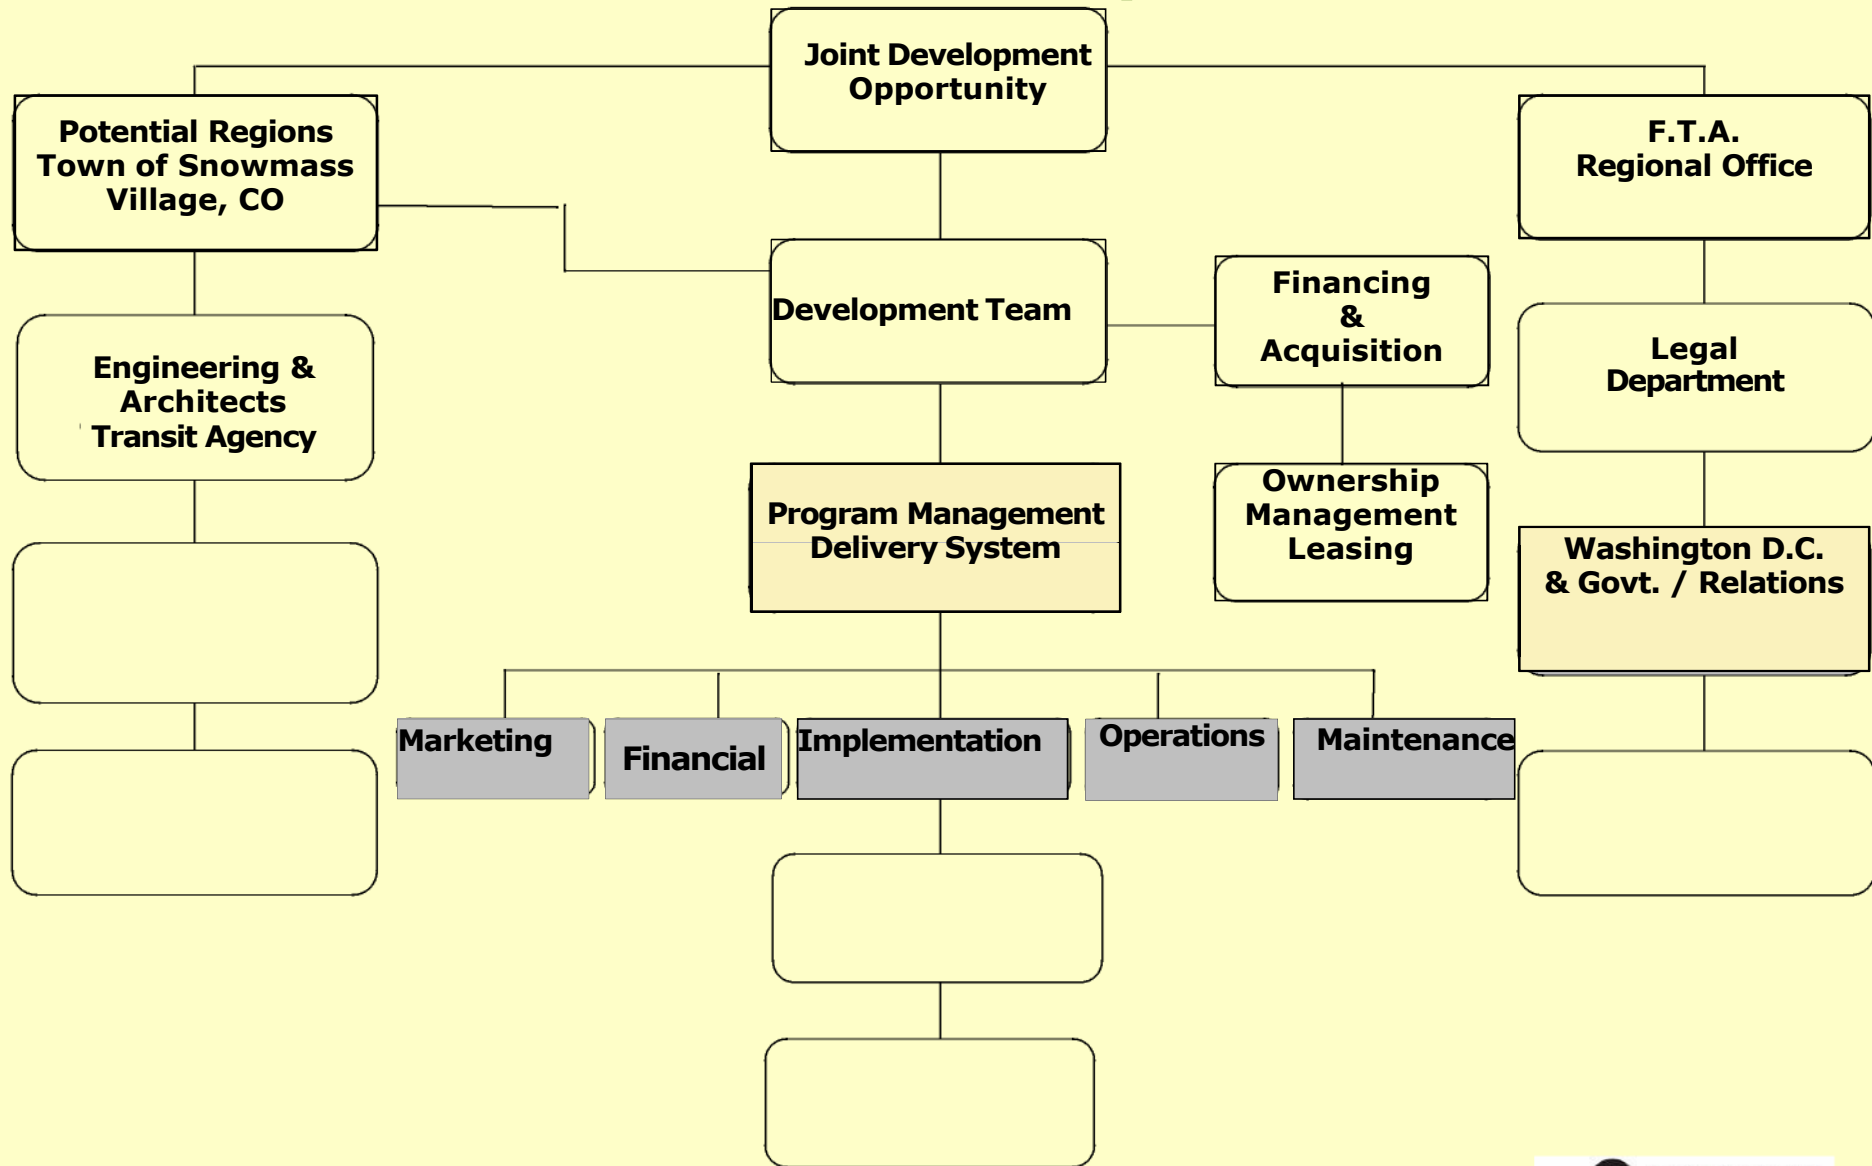 Joint Development
Opportunity
Potential Regions
Town of Snowmass
Village, CO
F.T.A.
Regional Office
Development Team
Financing
&
Acquisition
Engineering &
Architects
Transit Agency
Legal
Department
Program Management
Delivery System
Ownership
Management
Leasing
Washington D.C.
& Govt. / Relations
Marketing
Financial
Implementation
Operations
Maintenance